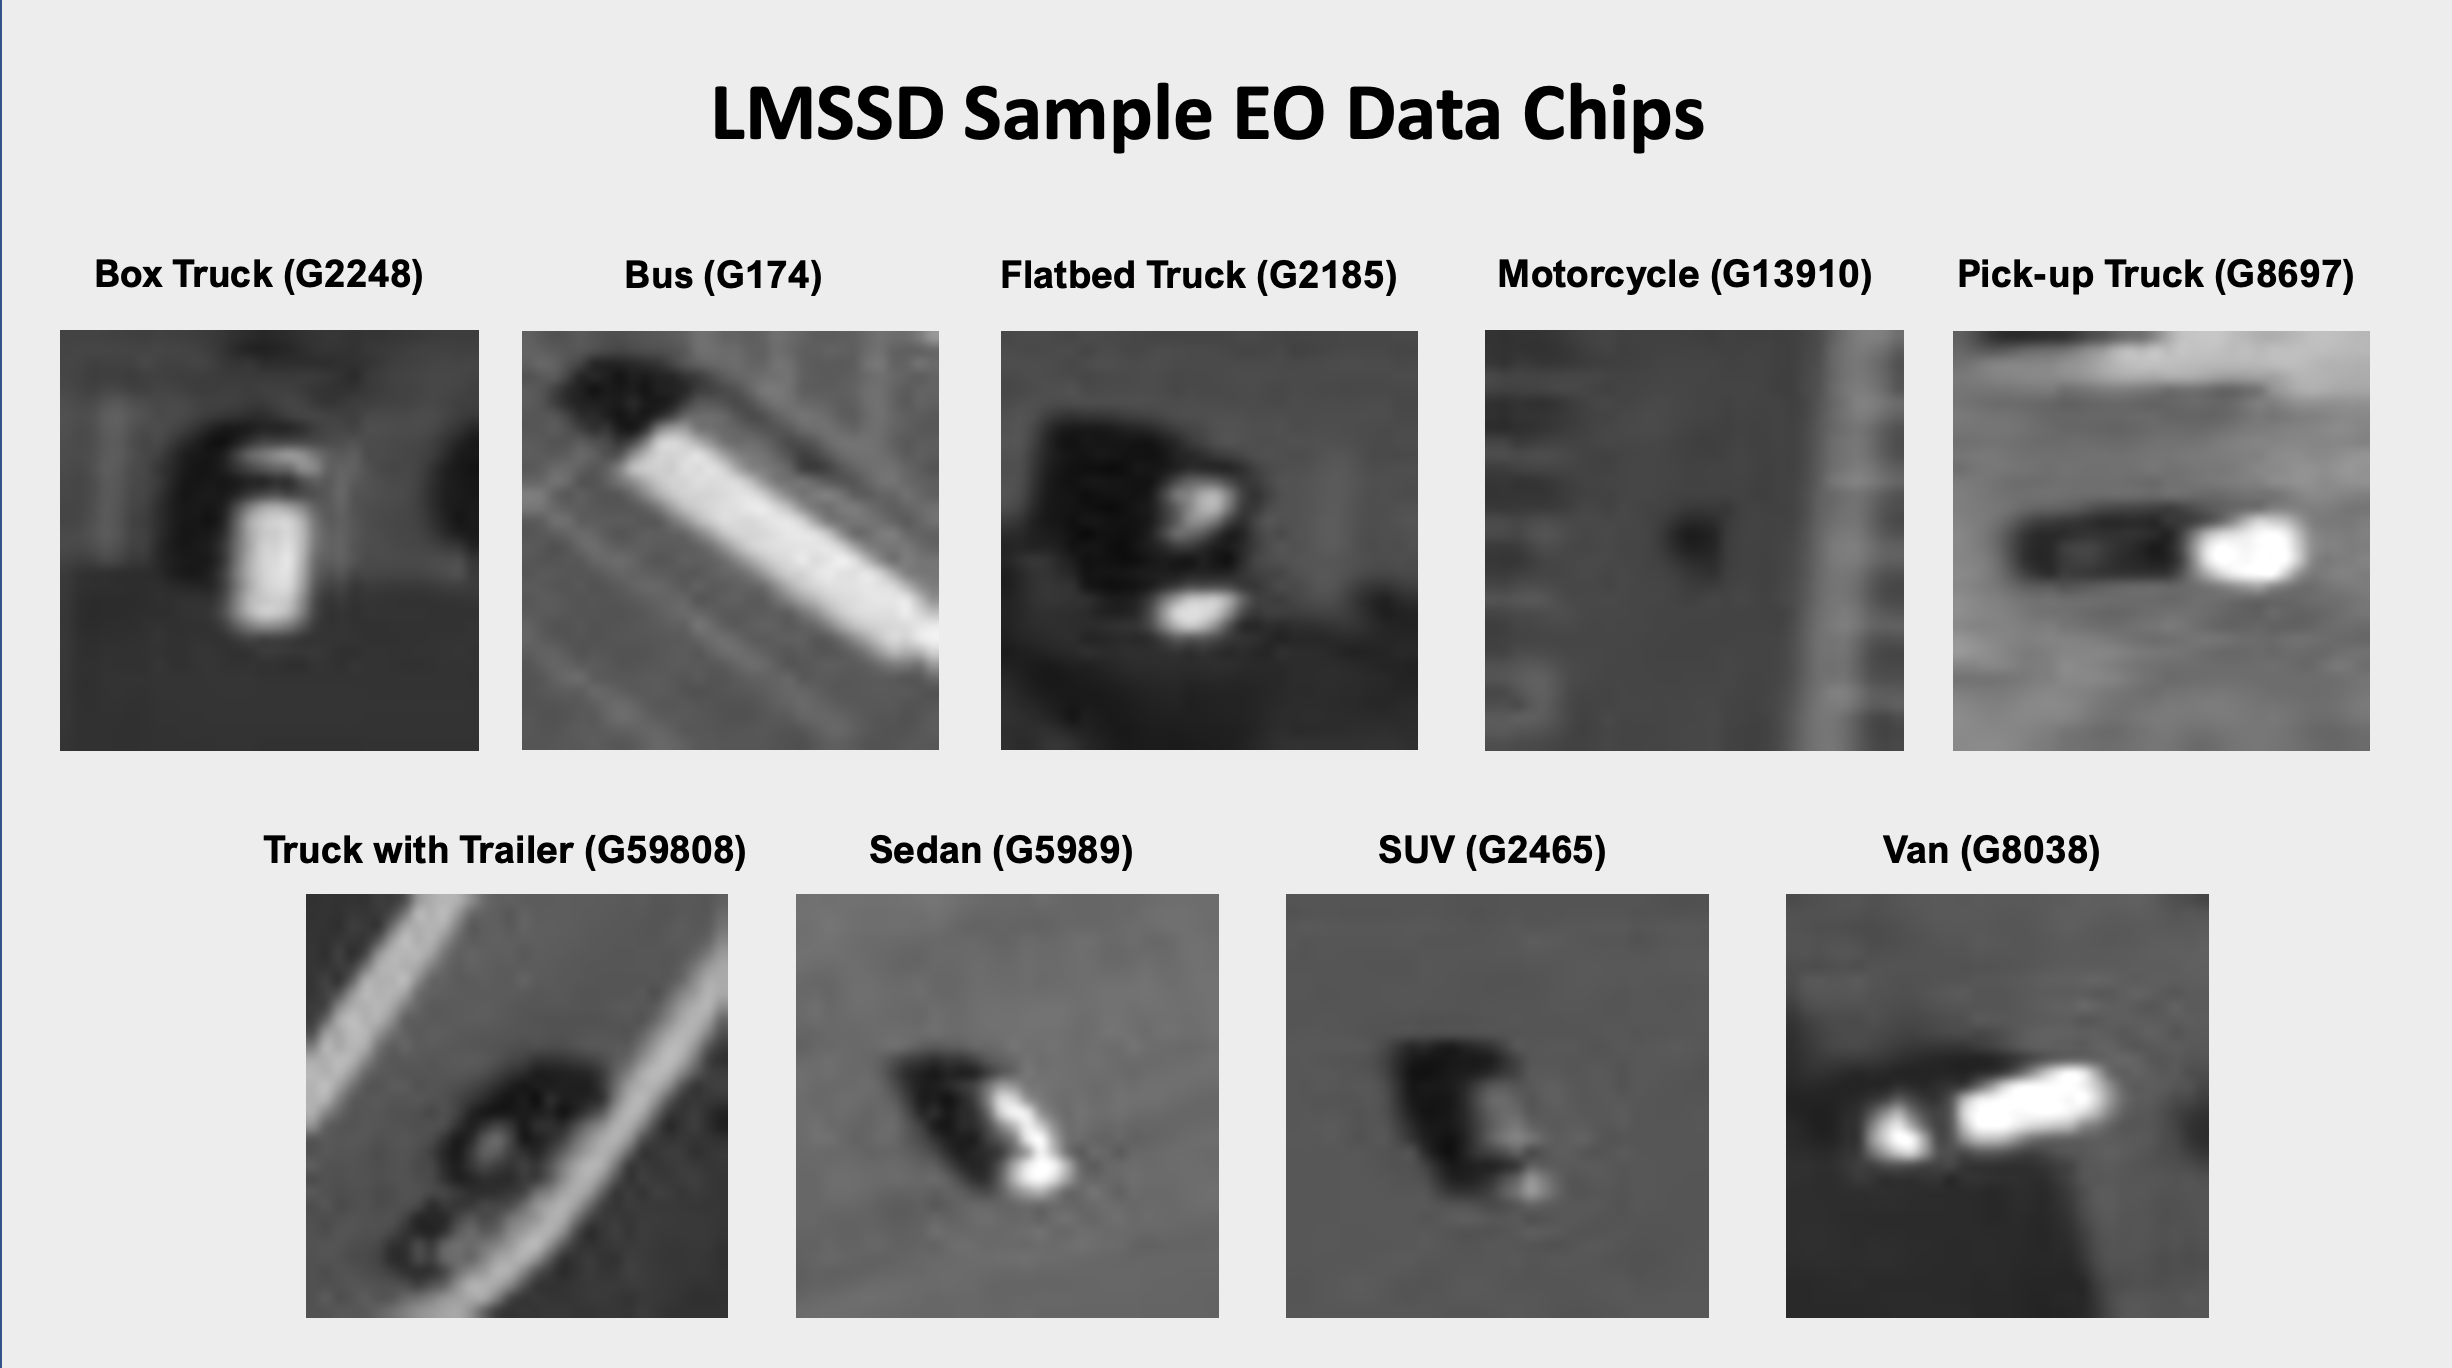 LMSSD Sample EO Data Chips
Box Truck (G2248)
Bus (G174)
Flatbed Truck (G2185)
Motorcycle (G13910)
Pick-up Truck (G8697)
Truck with Trailer (G59808)
Sedan (G5989)
SUV (G2465)
Van (G8038)